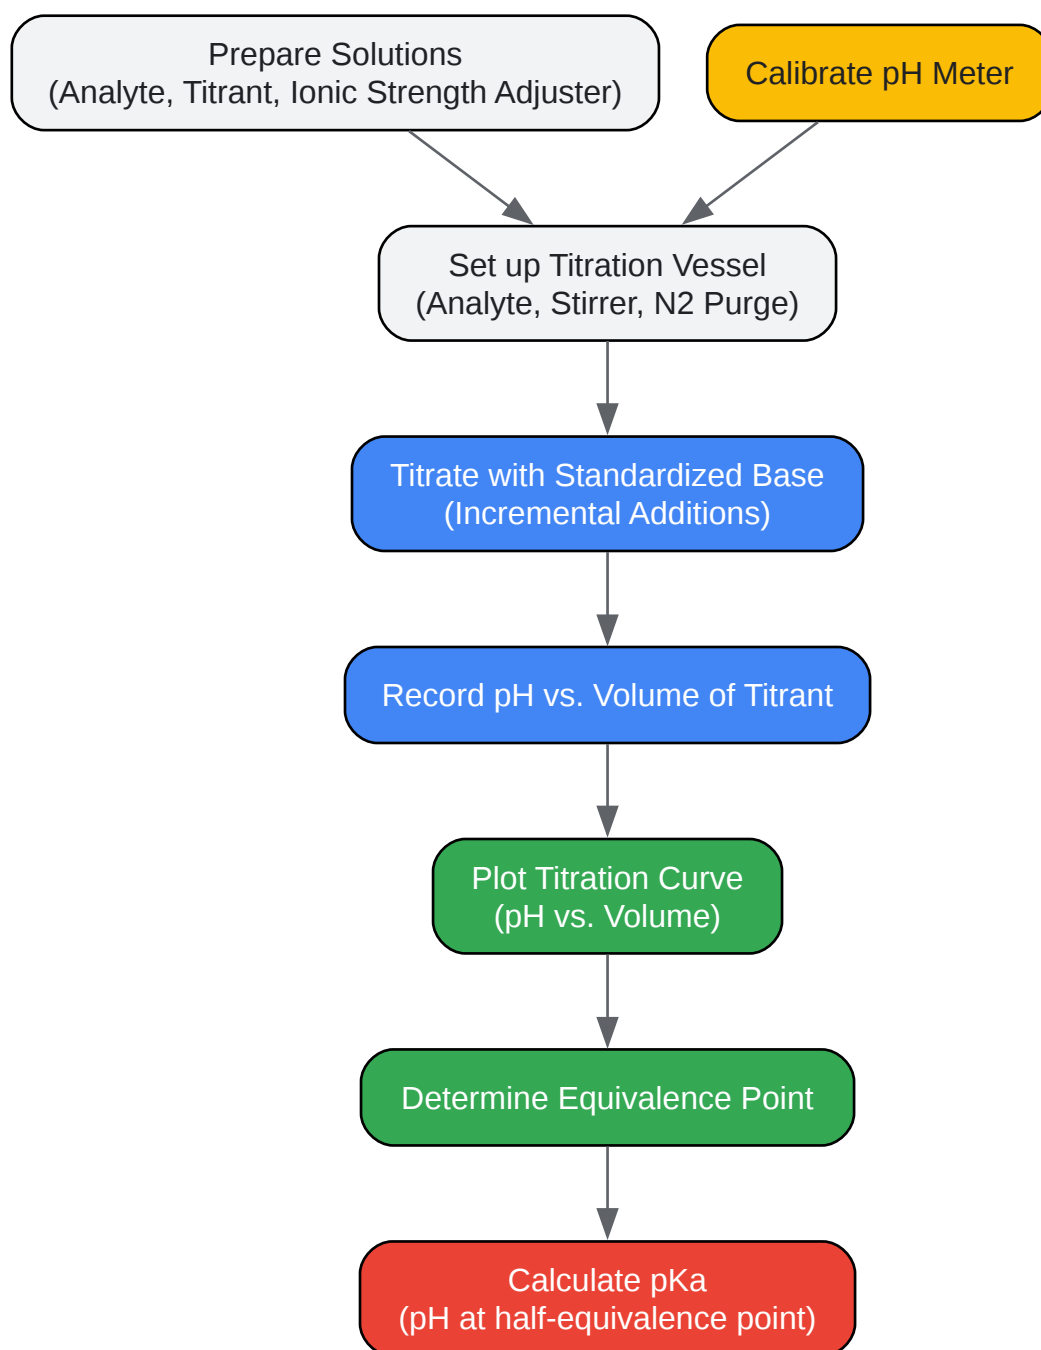 Prepare Solutions
(Analyte, Titrant, Ionic Strength Adjuster)
Calibrate pH Meter
Set up Titration Vessel
(Analyte, Stirrer, N2 Purge)
Titrate with Standardized Base
(Incremental Additions)
Record pH vs. Volume of Titrant
Plot Titration Curve
(pH vs. Volume)
Determine Equivalence Point
Calculate pKa
(pH at half-equivalence point)